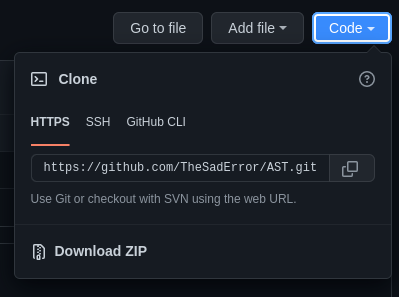 Go to file
Add file
Code
Clone
HTTPS
SSH
GitHub CLI
https://github.com/TheSadError/AST.git
Use Git or checkout with SVN using the web URL.
Download ZIP